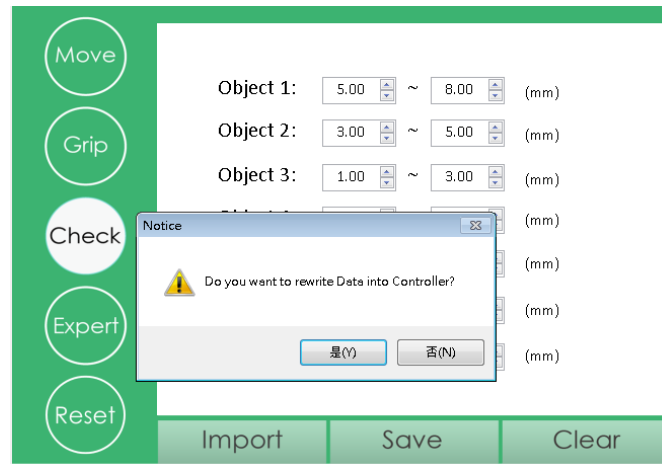 Move
Grip
Check
Expert
Reset
Object 1: 5.00 ~ 8.00 (mm)
Object 2: 3.00 ~ 5.00 (mm)
Object 3: 1.00 ~ 3.00 (mm)
(mm)
(mm)
(mm)
(mm)
Notice
Do you want to rewrite Data into Controller?
是(Y) 否(N)
Import Save Clear